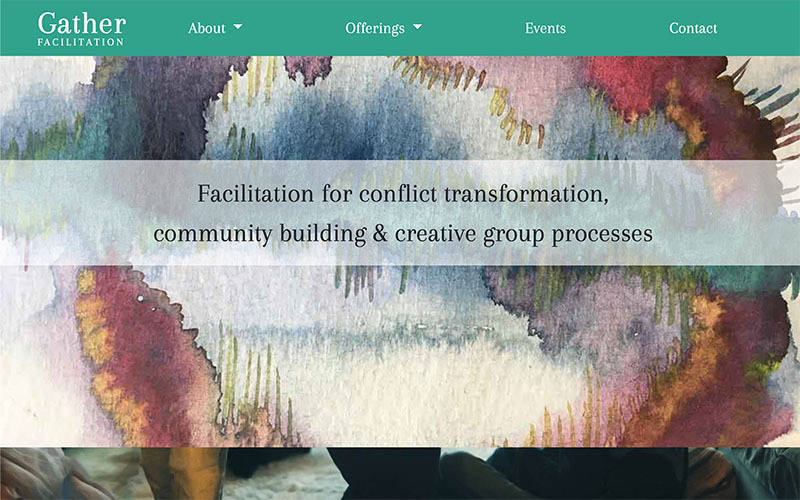 Gather
FACILITATION
About
Offerings
Events
Contact
Facilitation for conflict transformation,
community building & creative group processes